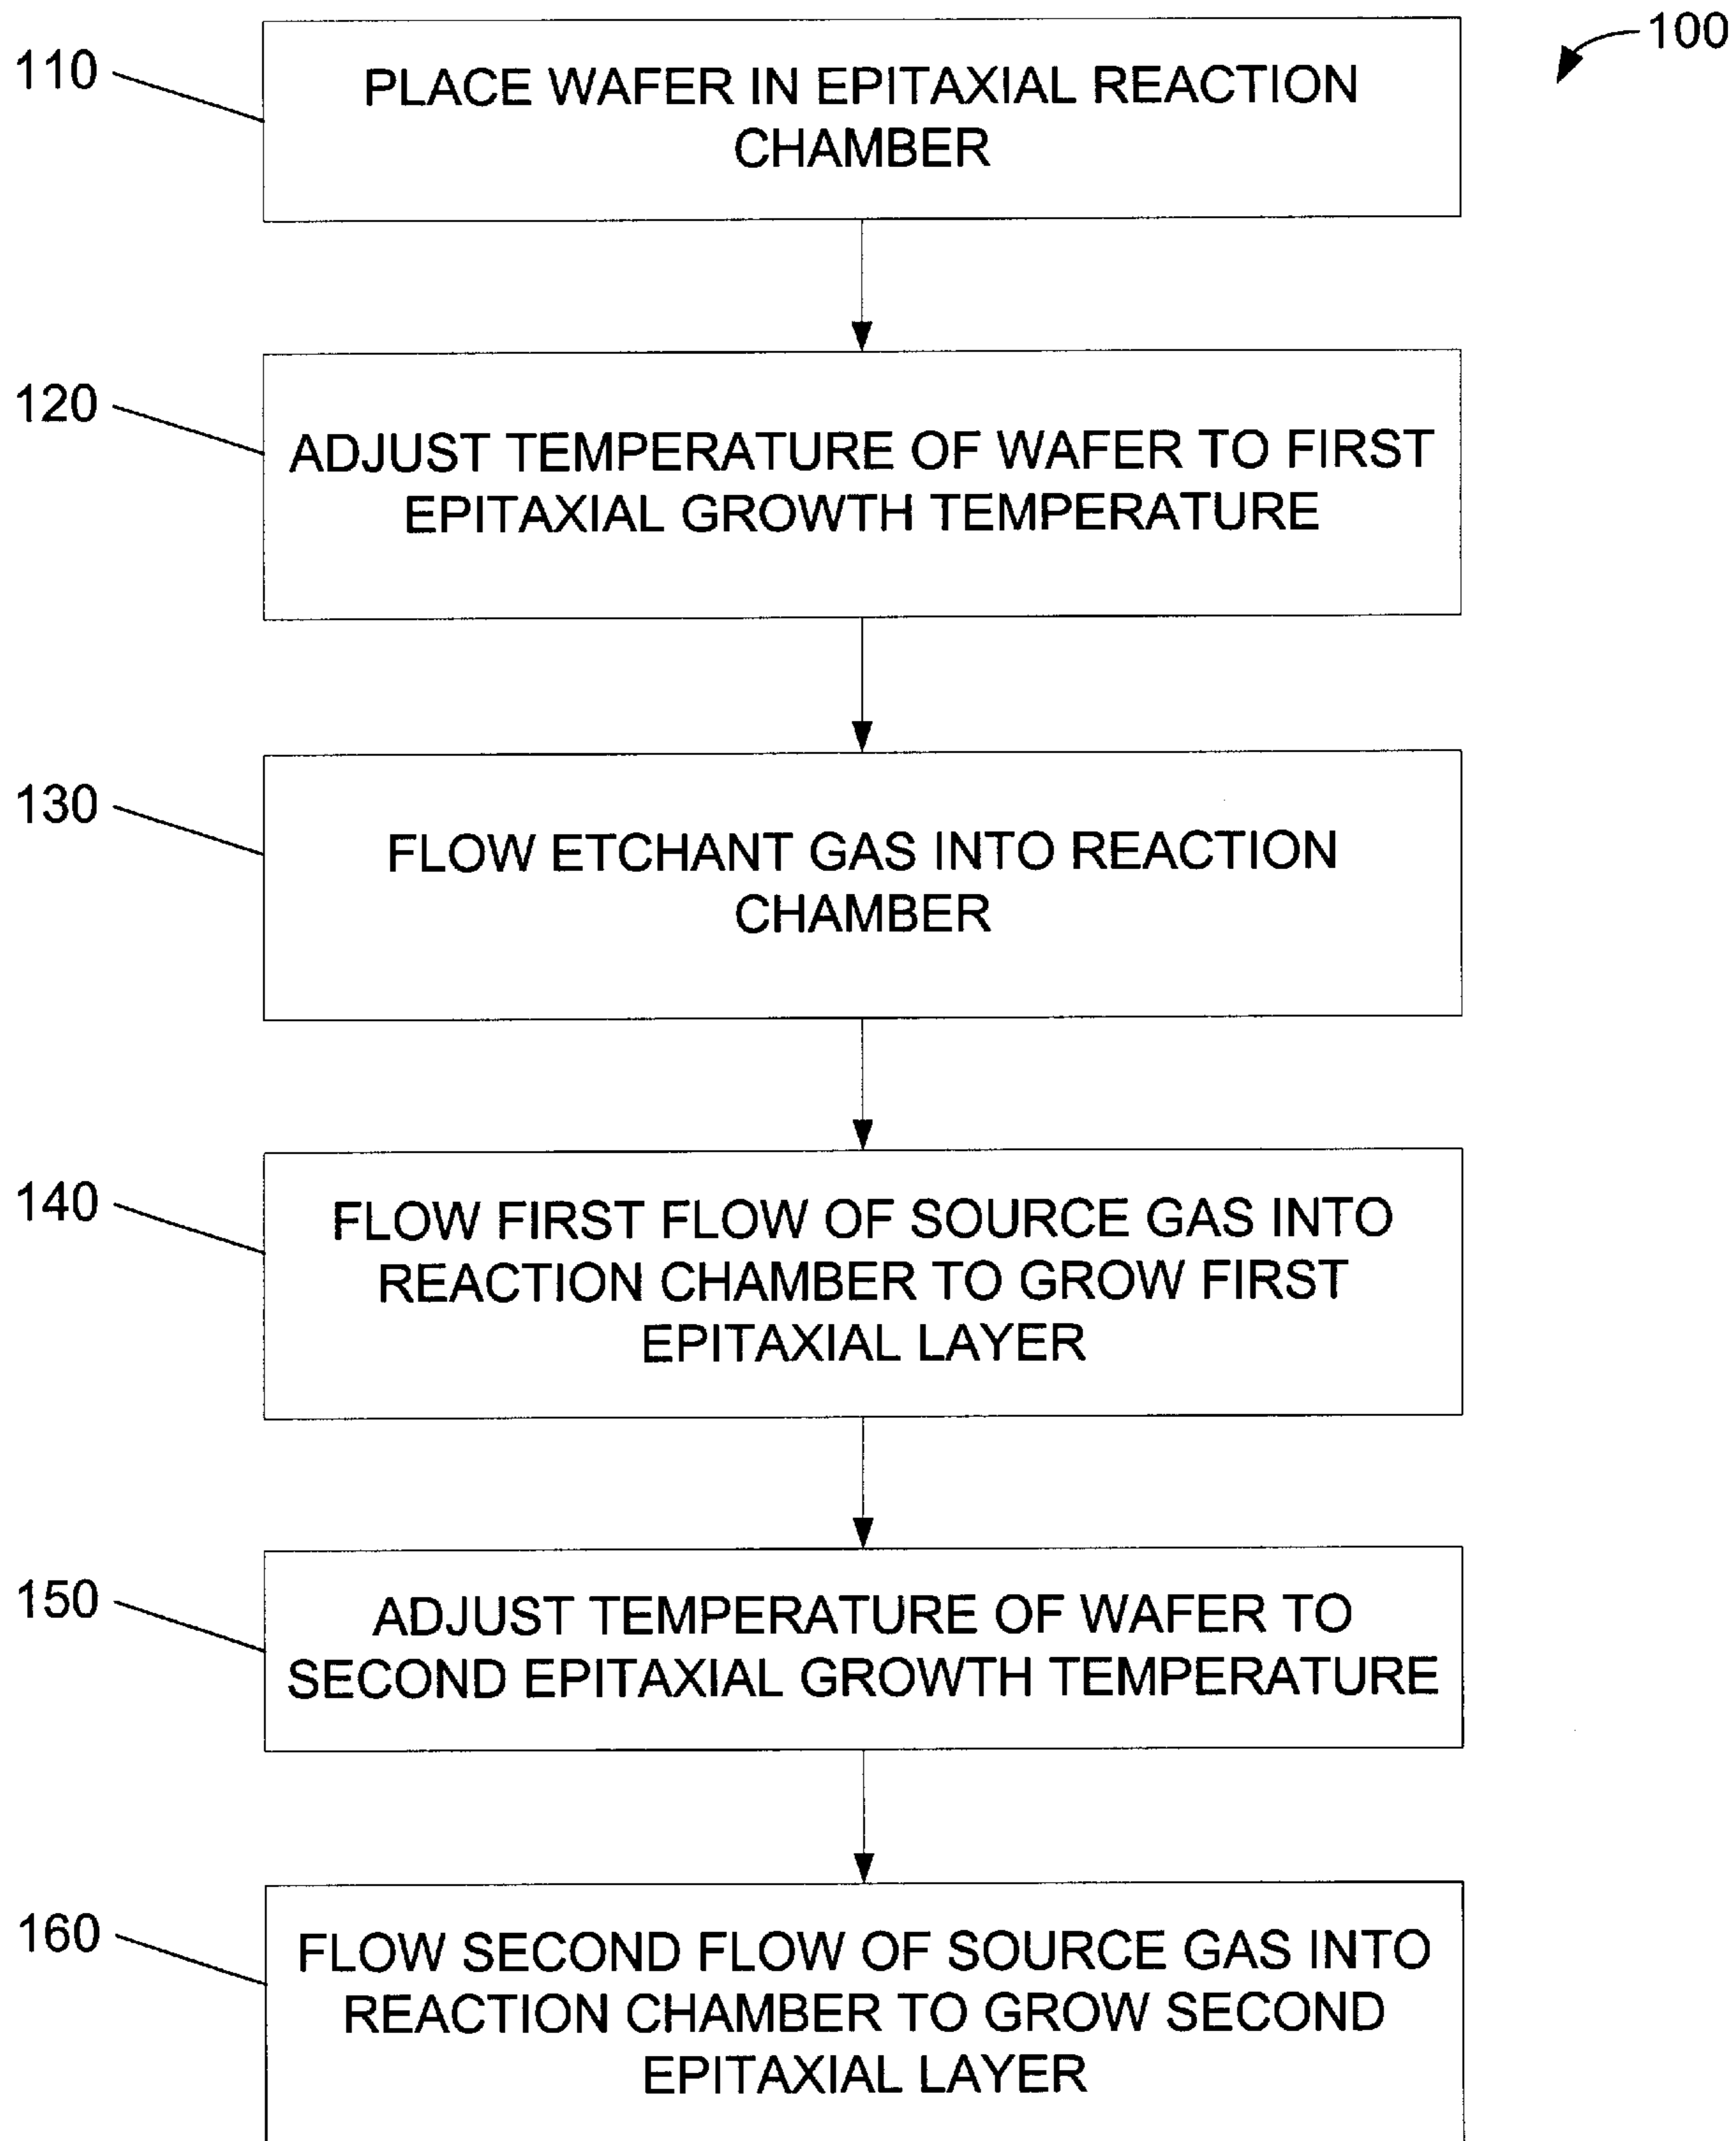 100
110
PLACE WAFER IN EPITAXIAL REACTION
CHAMBER
120
ADJUST TEMPERATURE OF WAFER TO FIRST
EPITAXIAL GROWTH TEMPERATURE
130
FLOW ETCHANT GAS INTO REACTION
CHAMBER
140
FLOW FIRST FLOW OF SOURCE GAS INTO
REACTION CHAMBER TO GROW FIRST
EPITAXIAL LAYER
150
ADJUST TEMPERATURE OF WAFER TO
SECOND EPITAXIAL GROWTH TEMPERATURE
160
FLOW SECOND FLOW OF SOURCE GAS INTO
REACTION CHAMBER TO GROW SECOND
EPITAXIAL LAYER